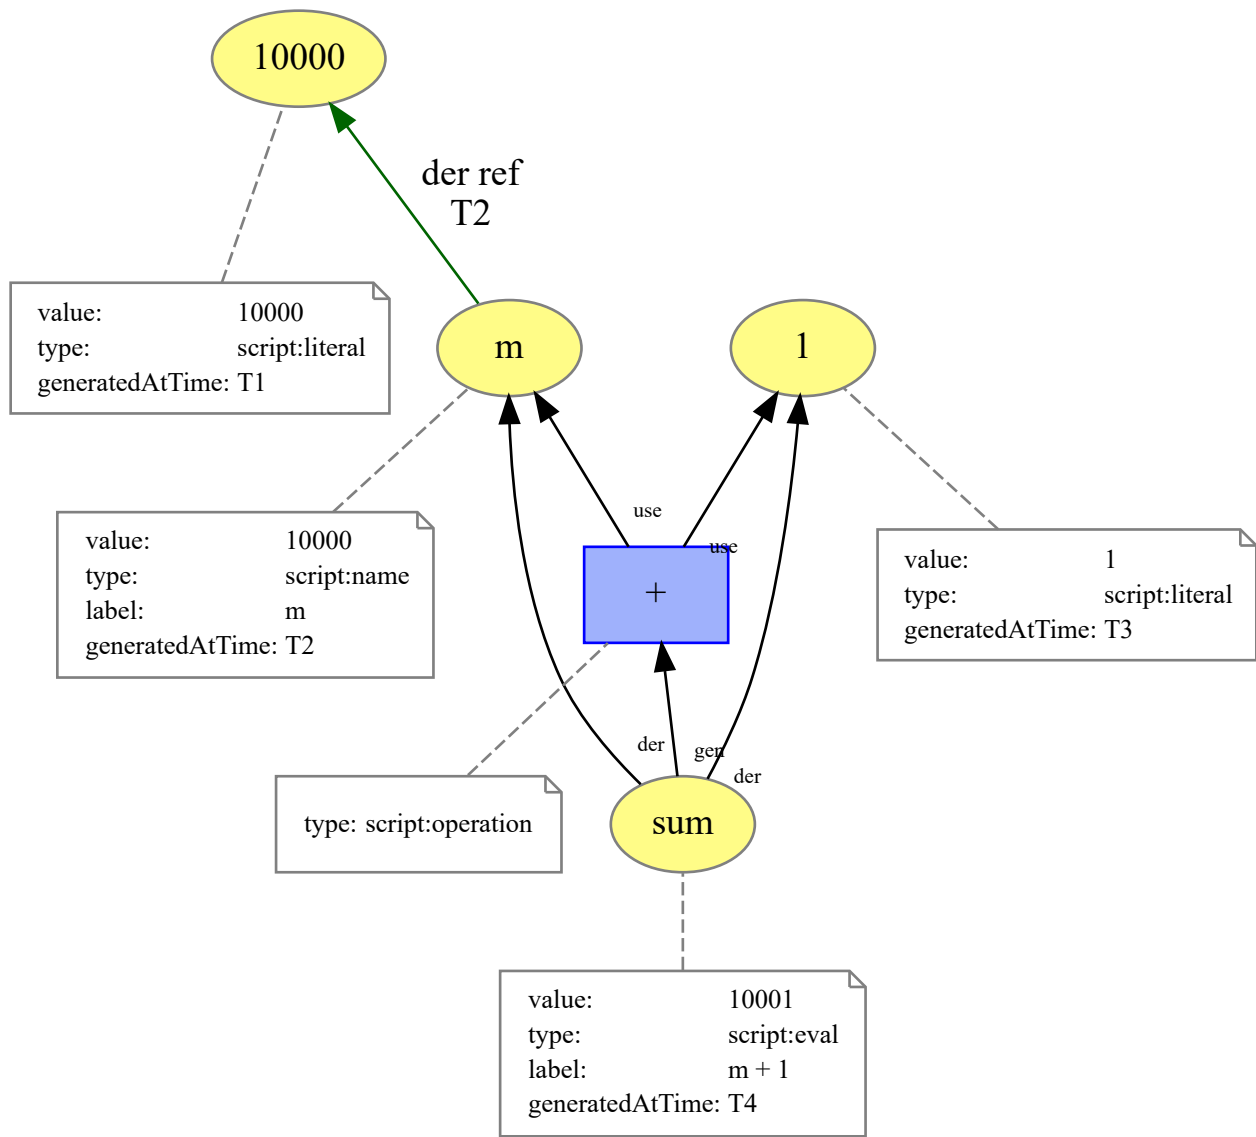 10000
der ref
T2
value: 10000
type: script:literal
generatedAtTime: T1
m
1
value: 10000
type: script:name
label: m
generatedAtTime: T2
use
use
+
value: 1
type: script:literal
generatedAtTime: T3
der
gen
der
type: script:operation
sum
value: 10001
type: script:eval
label: m + 1
generatedAtTime: T4